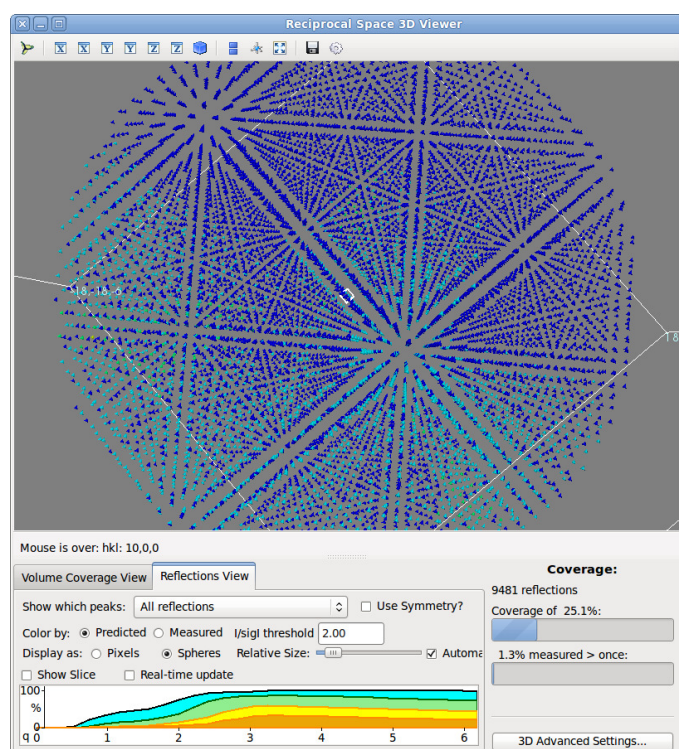 Reciprocal Space 3D Viewer
X X Y Y Z Z
-18,-18,-6
18
Mouse is over: hkl: 10,0,0
Volume Coverage View
Reflections View
Show which peaks: All reflections
Use Symmetry?
Color by: Predicted Measured I/sigI threshold 2.00
Display as: Pixels Spheres Relative Size: Automa
Show Slice Real-time update
100
%
0
q 0 1 2 3 4 5 6
Coverage:
9481 reflections
Coverage of 25.1%:
1.3% measured > once:
3D Advanced Settings...